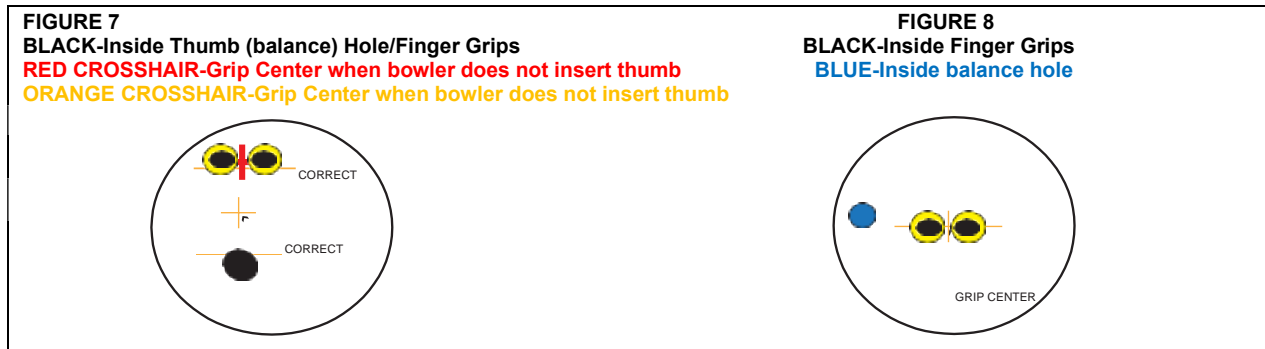 FIGURE 7
BLACK-Inside Thumb (balance) Hole/Finger Grips
RED CROSSHAIR-Grip Center when bowler does not insert thumb
ORANGE CROSSHAIR-Grip Center when bowler does not insert thumb
CORRECT
CORRECT
FIGURE 8
BLACK-Inside Finger Grips
BLUE-Inside balance hole
GRIP CENTER